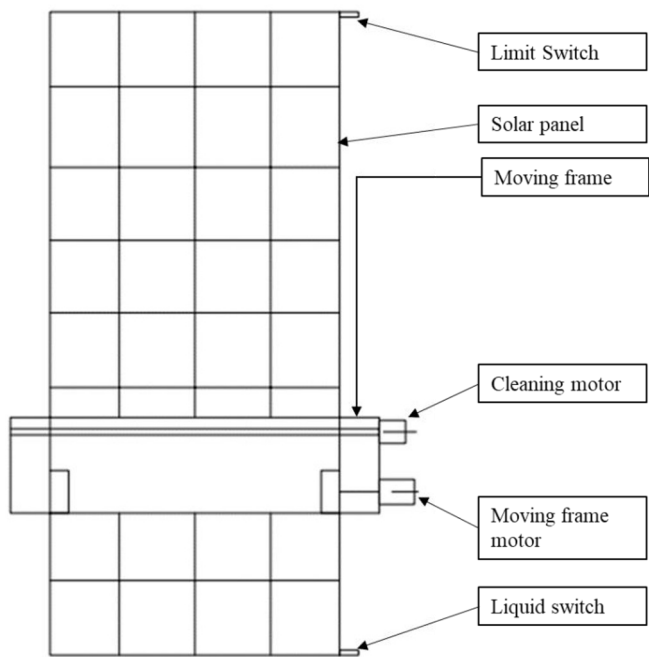 Limit Switch
Solar panel
Moving frame
Cleaning motor
Moving frame
motor
Liquid switch